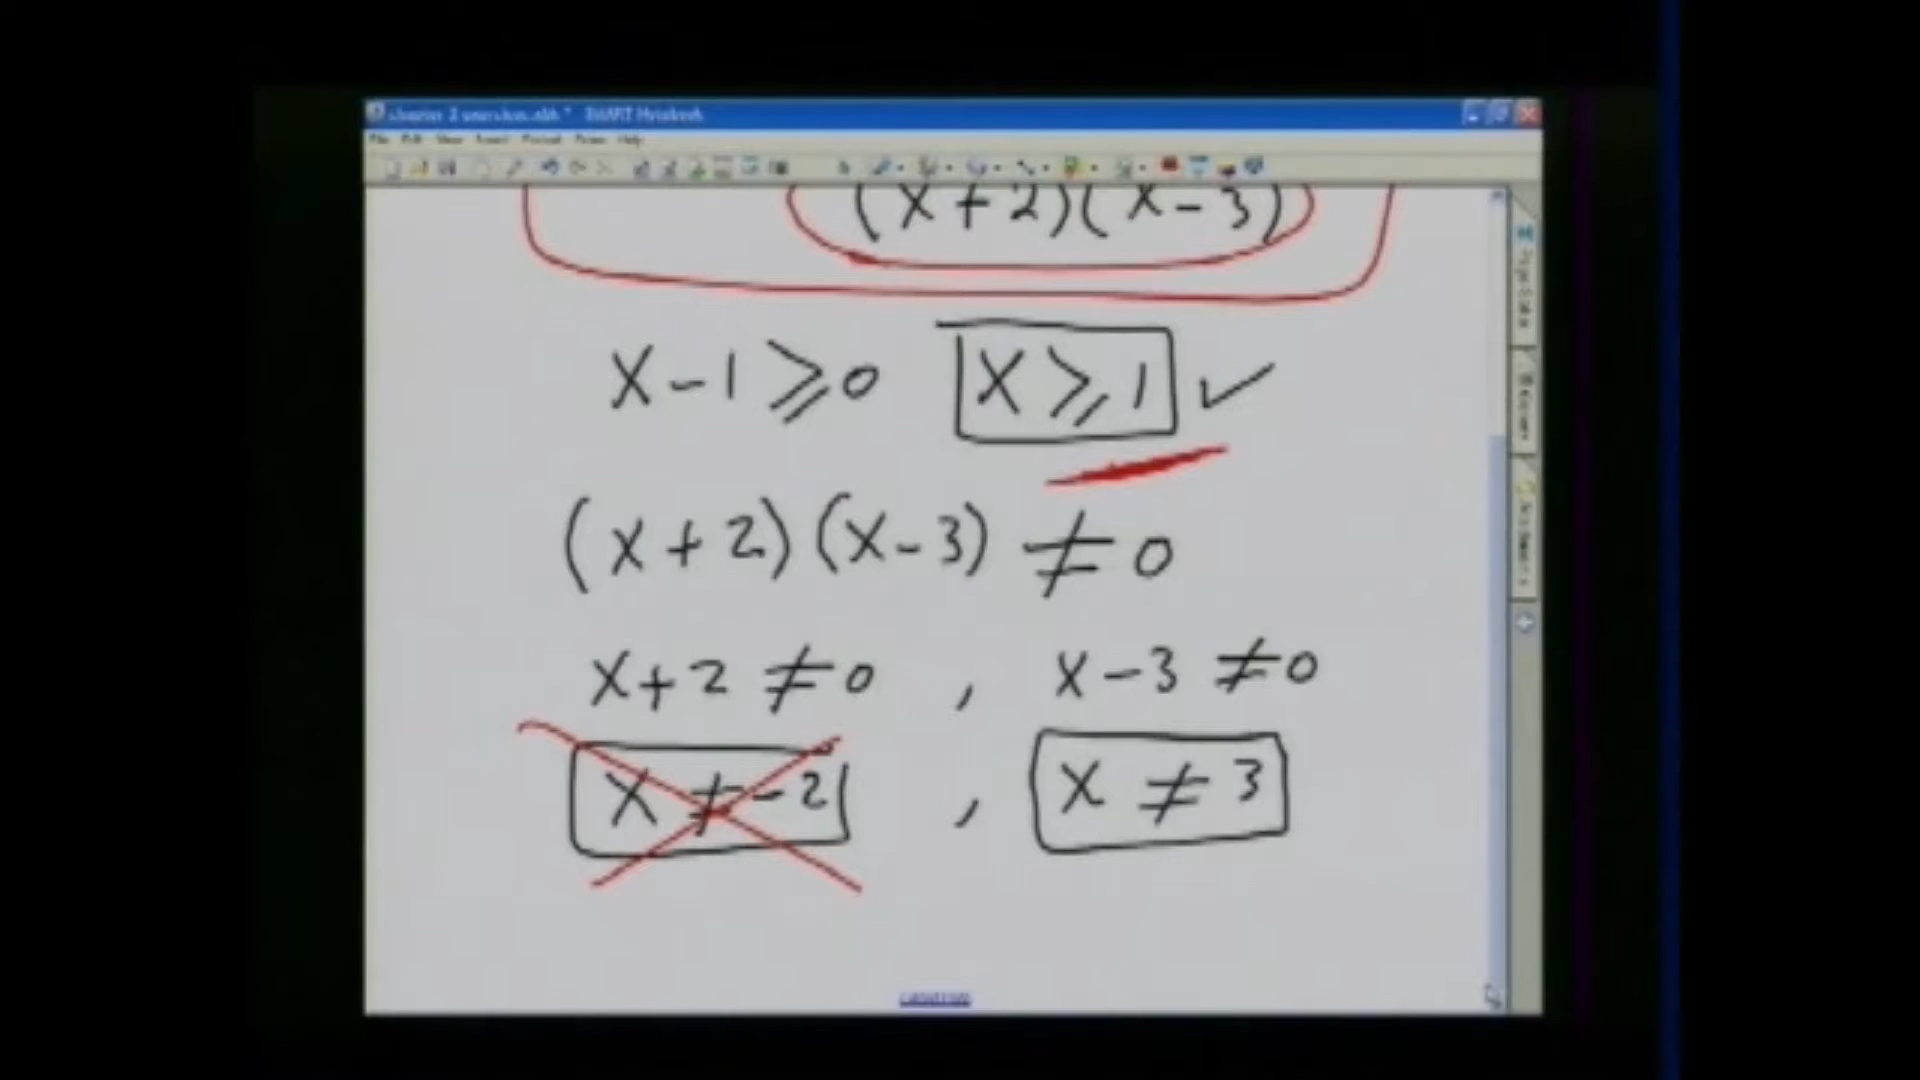 (x+2)(x-3)
x-1⩾0 x⩾1 ✓
(x+2)(x-3) ≠ 0
x+2 ≠ 0 , x-3 ≠ 0
x ≠ -2 , x ≠ 3